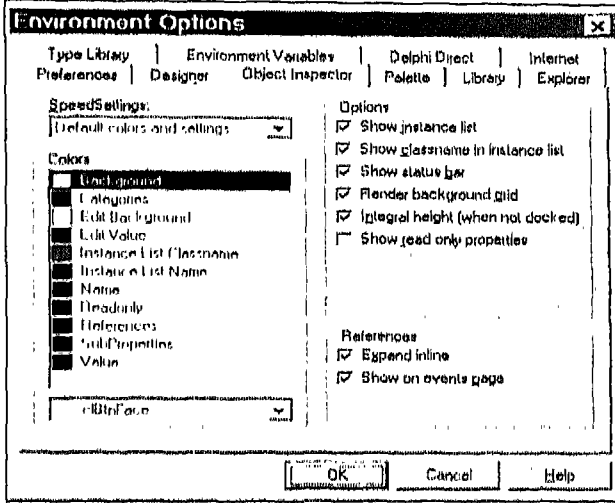 Environment Options
Type Library Environment Variables Delphi Direct Internet
Preferences Designer Object Inspector Palette Library Explorer
SpeedSettings:
Default colors and settings
Colors
Background
Categories
Edit Background
Edit Value
Instance List Classname
Instance List Name
Name
Readonly
References
SubProperties
Value
clBtnFace
Options
Show instance list
Show classname in instance list
Show status bar
Render background grid
Integral height (when not docked)
Show read only properties
References
Expand inline
Show on events page
OK Cancel Help